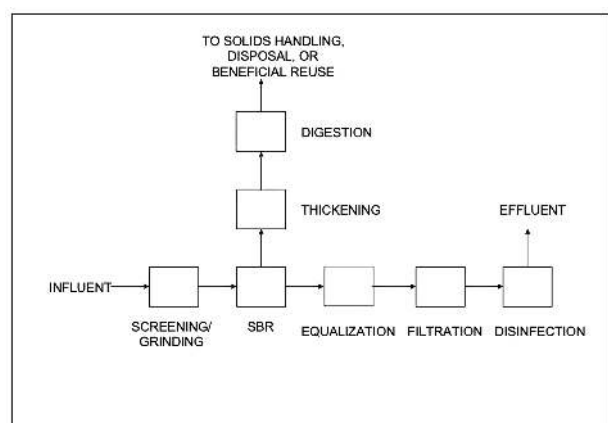 TO SOLIDS HANDLING,
DISPOSAL, OR
BENEFICIAL REUSE
DIGESTION
THICKENING
EFFLUENT
INFLUENT
SCREENING/
GRINDING
SBR
EQUALIZATION
FILTRATION
DISINFECTION